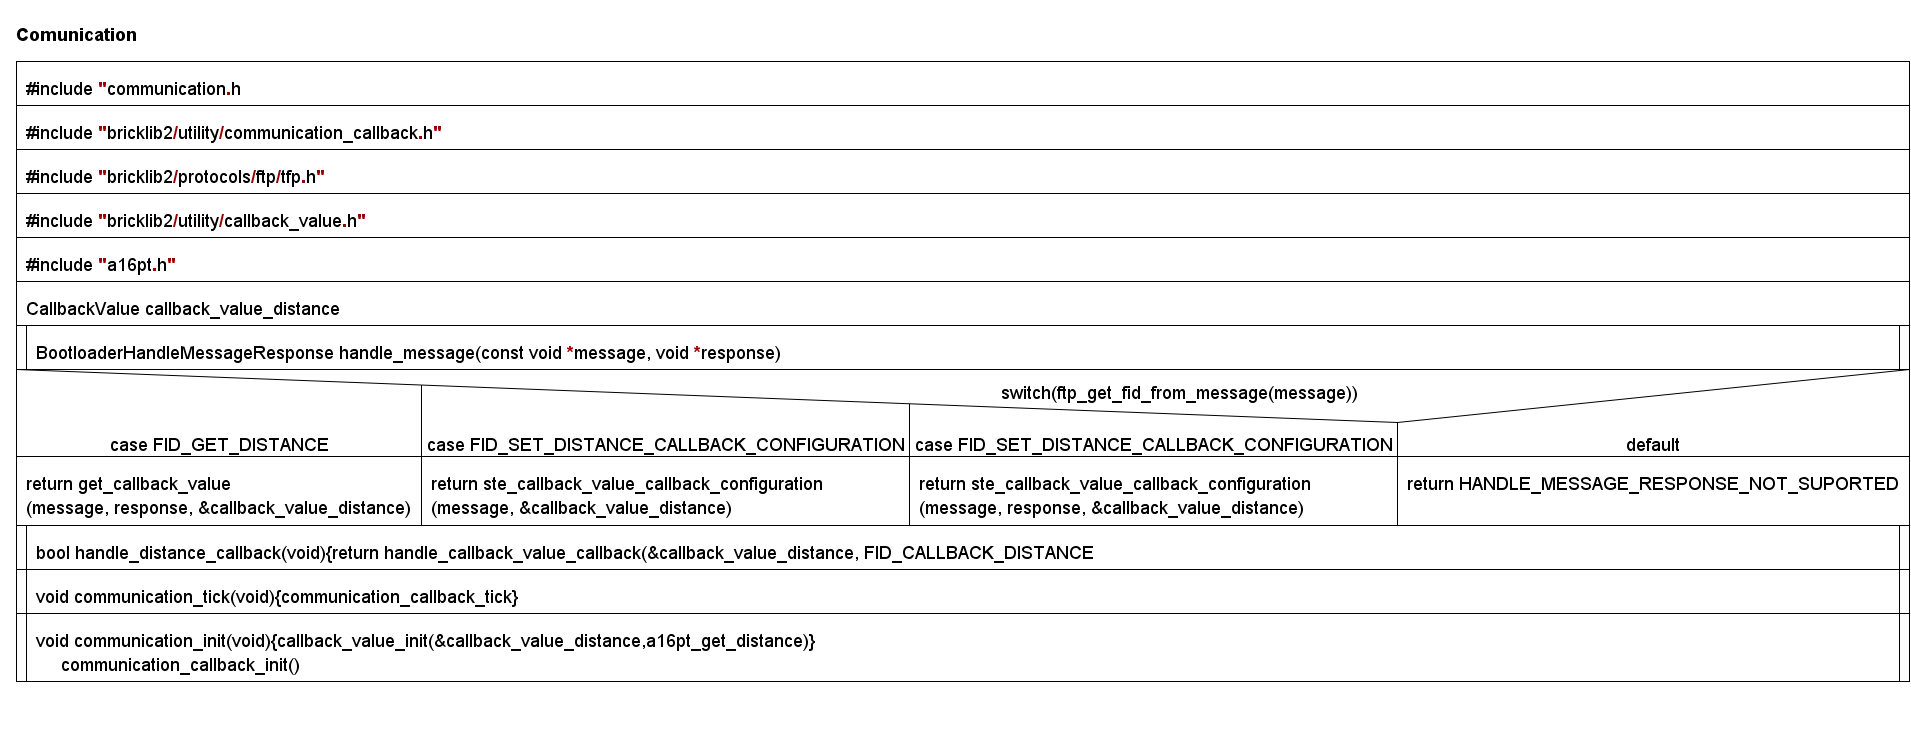 Comunication
#include "communication.h
#include "bricklib2/utility/communication_callback.h"
#include "bricklib2/protocols/ftp/tfp.h"
#include "bricklib2/utility/callback_value.h"
#include "a16pt.h"
CallbackValue callback_value_distance
BootloaderHandleMessageResponse handle_message(const void *message, void *response)
switch(ftp_get_fid_from_message(message))
case FID_GET_DISTANCE
case FID_SET_DISTANCE_CALLBACK_CONFIGURATION
case FID_SET_DISTANCE_CALLBACK_CONFIGURATION
default
return get_callback_value
(message, response, &callback_value_distance)
return ste_callback_value_callback_configuration
(message, &callback_value_distance)
return ste_callback_value_callback_configuration
(message, response, &callback_value_distance)
return HANDLE_MESSAGE_RESPONSE_NOT_SUPORTED
bool handle_distance_callback(void){return handle_callback_value_callback(&callback_value_distance, FID_CALLBACK_DISTANCE
void communication_tick(void){communication_callback_tick}
void communication_init(void){callback_value_init(&callback_value_distance,a16pt_get_distance)}
communication_callback_init()